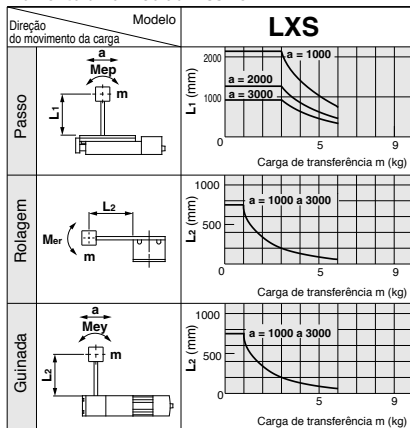 Modelo
Direção
do movimento da carga
LXS
Passo
a
Mep
m
L1
L1 (mm)
2000
1000
0
a = 1000
a = 2000
a = 3000
5
9
Carga de transferência m (kg)
Rolagem
L2
Mer
m
L2 (mm)
1000
500
0
a = 1000 a 3000
5
9
Carga de transferência m (kg)
Guinada
a
Mey
m
L2
L2 (mm)
1000
500
0
a = 1000 a 3000
5
9
Carga de transferência m (kg)